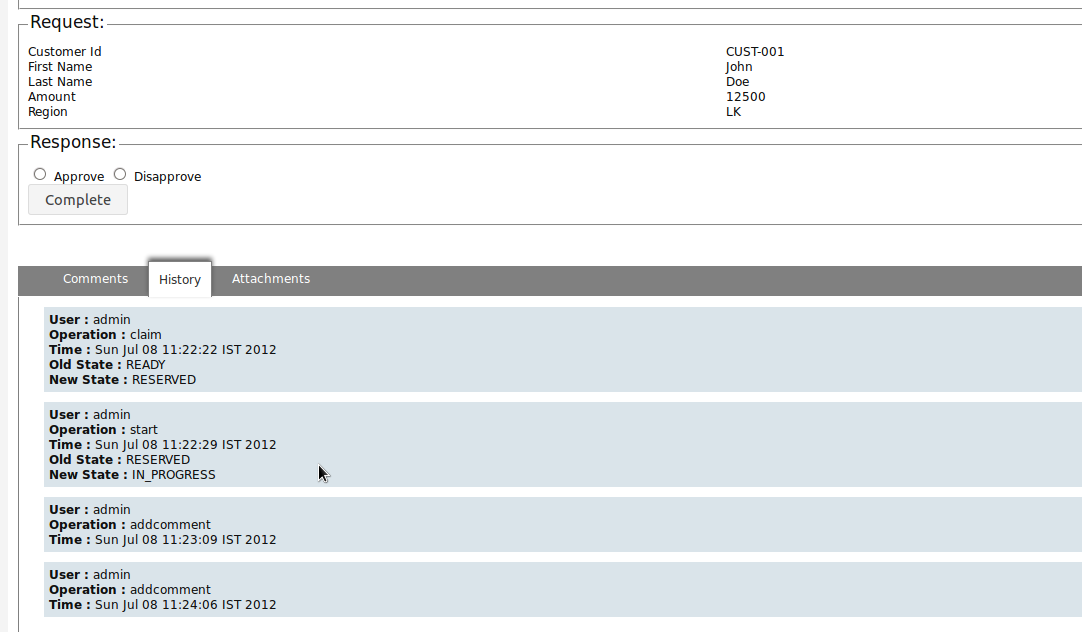 Request:
Customer Id CUST-001
First Name John
Last Name Doe
Amount 12500
Region LK
Response:
Approve Disapprove
Complete
Comments History Attachments
User : admin
Operation : claim
Time : Sun Jul 08 11:22:22 IST 2012
Old State : READY
New State : RESERVED
User : admin
Operation : start
Time : Sun Jul 08 11:22:29 IST 2012
Old State : RESERVED
New State : IN_PROGRESS
User : admin
Operation : addcomment
Time : Sun Jul 08 11:23:09 IST 2012
User : admin
Operation : addcomment
Time : Sun Jul 08 11:24:06 IST 2012